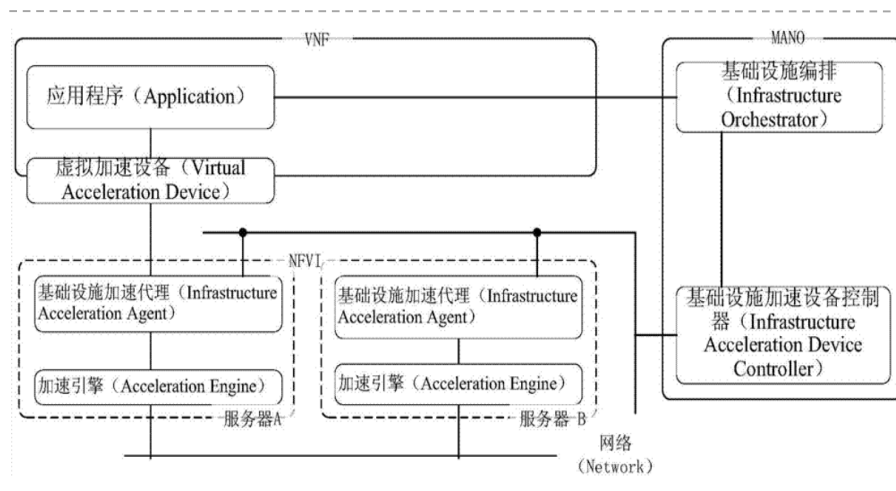 VNF
MANO
应用程序（Application）
基础设施编排
（Infrastructure
Orchestrator）
虚拟加速设备（Virtual
Acceleration Device）
NFVI
基础设施加速代理（Infrastructure
Acceleration Agent）
基础设施加速代理（Infrastructure
Acceleration Agent）
基础设施加速设备控制
器（Infrastructure
Acceleration Device
Controller）
加速引擎（Acceleration Engine）
加速引擎（Acceleration Engine）
服务器A
服务器 B
网络
（Network）